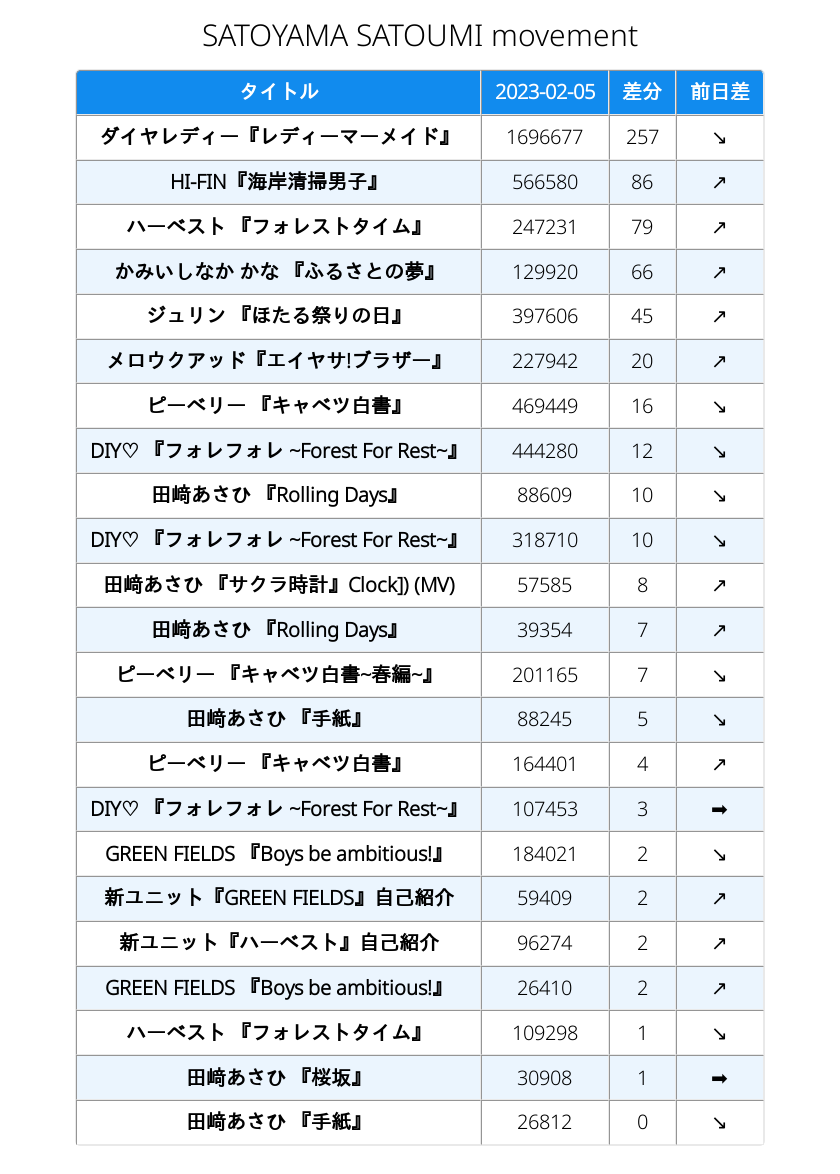 SATOYAMA SATOUMI movement
タイトル 2023-02-05 差分 前日差
ダイヤレディー『レディーマーメイド』 1696677 257 ↘
HI-FIN『海岸清掃男子』 566580 86 ↗
ハーベスト 『フォレストタイム』 247231 79 ↗
かみいしなか かな 『ふるさとの夢』 129920 66 ↗
ジュリン 『ほたる祭りの日』 397606 45 ↗
メロウクアッド『エイヤサ!ブラザー』 227942 20 ↗
ピーベリー 『キャベツ白書』 469449 16 ↘
DIY♡ 『フォレフォレ ~Forest For Rest~』 444280 12 ↘
田﨑あさひ 『Rolling Days』 88609 10 ↘
DIY♡ 『フォレフォレ ~Forest For Rest~』 318710 10 ↘
田﨑あさひ 『サクラ時計』Clock]) (MV) 57585 8 ↗
田﨑あさひ 『Rolling Days』 39354 7 ↗
ピーベリー 『キャベツ白書~春編~』 201165 7 ↘
田﨑あさひ 『手紙』 88245 5 ↘
ピーベリー 『キャベツ白書』 164401 4 ↗
DIY♡ 『フォレフォレ ~Forest For Rest~』 107453 3 ➡
GREEN FIELDS 『Boys be ambitious!』 184021 2 ↘
新ユニット『GREEN FIELDS』自己紹介 59409 2 ↗
新ユニット『ハーベスト』自己紹介 96274 2 ↗
GREEN FIELDS 『Boys be ambitious!』 26410 2 ↗
ハーベスト 『フォレストタイム』 109298 1 ↘
田﨑あさひ 『桜坂』 30908 1 ➡
田﨑あさひ 『手紙』 26812 0 ↘